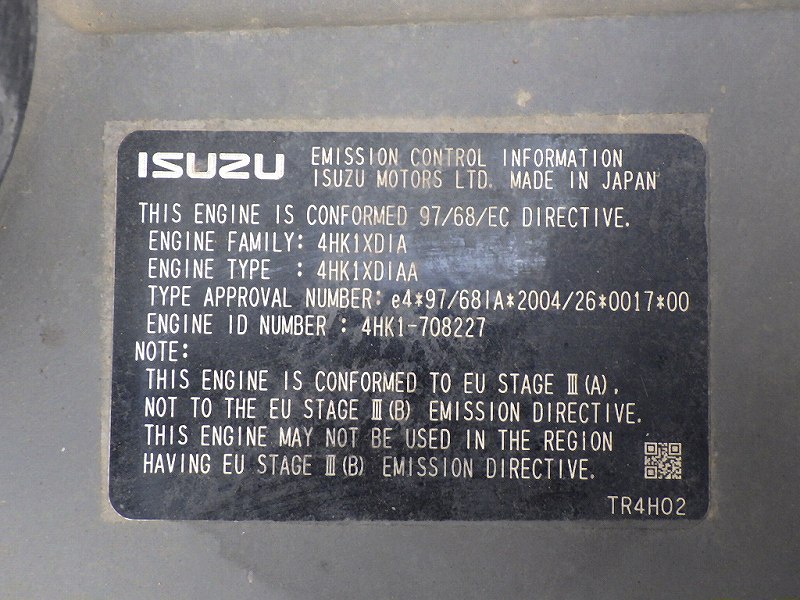 ISUZU EMISSION CONTROL INFORMATION
ISUZU MOTORS LTD. MADE IN JAPAN
THIS ENGINE IS CONFORMED 97/68/EC DIRECTIVE.
ENGINE FAMILY: 4HK1XDIA
ENGINE TYPE : 4HK1XDIAA
TYPE APPROVAL NUMBER: e4*97/68IA*2004/26*0017*00
ENGINE ID NUMBER : 4HK1-708227
NOTE:
THIS ENGINE IS CONFORMED TO EU STAGE Ⅲ(A),
NOT TO THE EU STAGE Ⅲ(B) EMISSION DIRECTIVE.
THIS ENGINE MAY NOT BE USED IN THE REGION
HAVING EU STAGE Ⅲ(B) EMISSION DIRECTIVE.
TR4H02